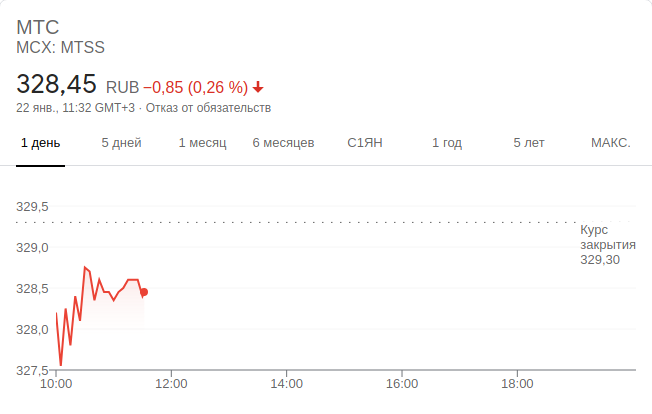 МТС
MCX: MTSS
328,45 RUB −0,85 (0,26 %)
22 янв., 11:32 GMT+3 · Отказ от обязательств
1 день 5 дней 1 месяц 6 месяцев С1ЯН 1 год 5 лет МАКС.
329,5
Курс
закрытия
329,30
329,0
328,5
328,0
327,5
10:00 12:00 14:00 16:00 18:00